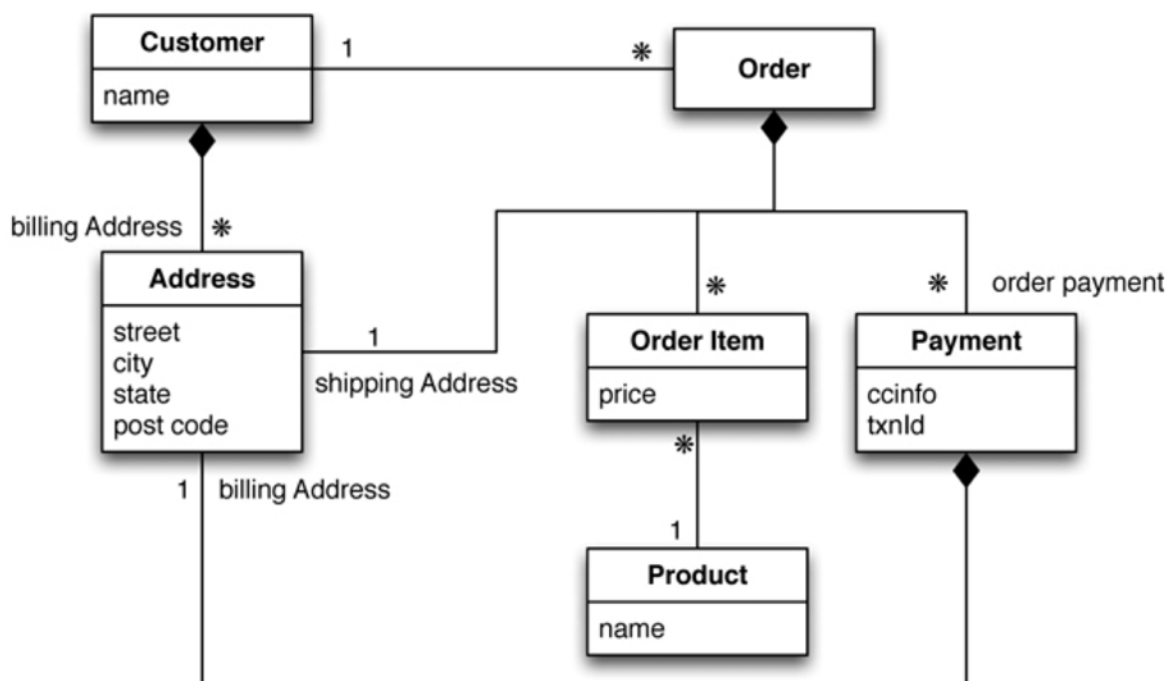 Customer
1
*
Order
name
billing Address
*
Address
*
*
order payment
street
city
state
post code
1
shipping Address
Order Item
Payment
price
ccinfo
txnId
*
1
billing Address
1
Product
name